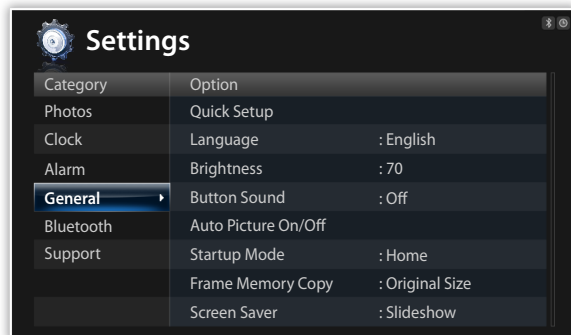 Settings
Category Option
Photos Quick Setup
Clock Language : English
Alarm Brightness : 70
General Button Sound : Off
Bluetooth Auto Picture On/Off
Support Startup Mode : Home
Frame Memory Copy : Original Size
Screen Saver : Slideshow